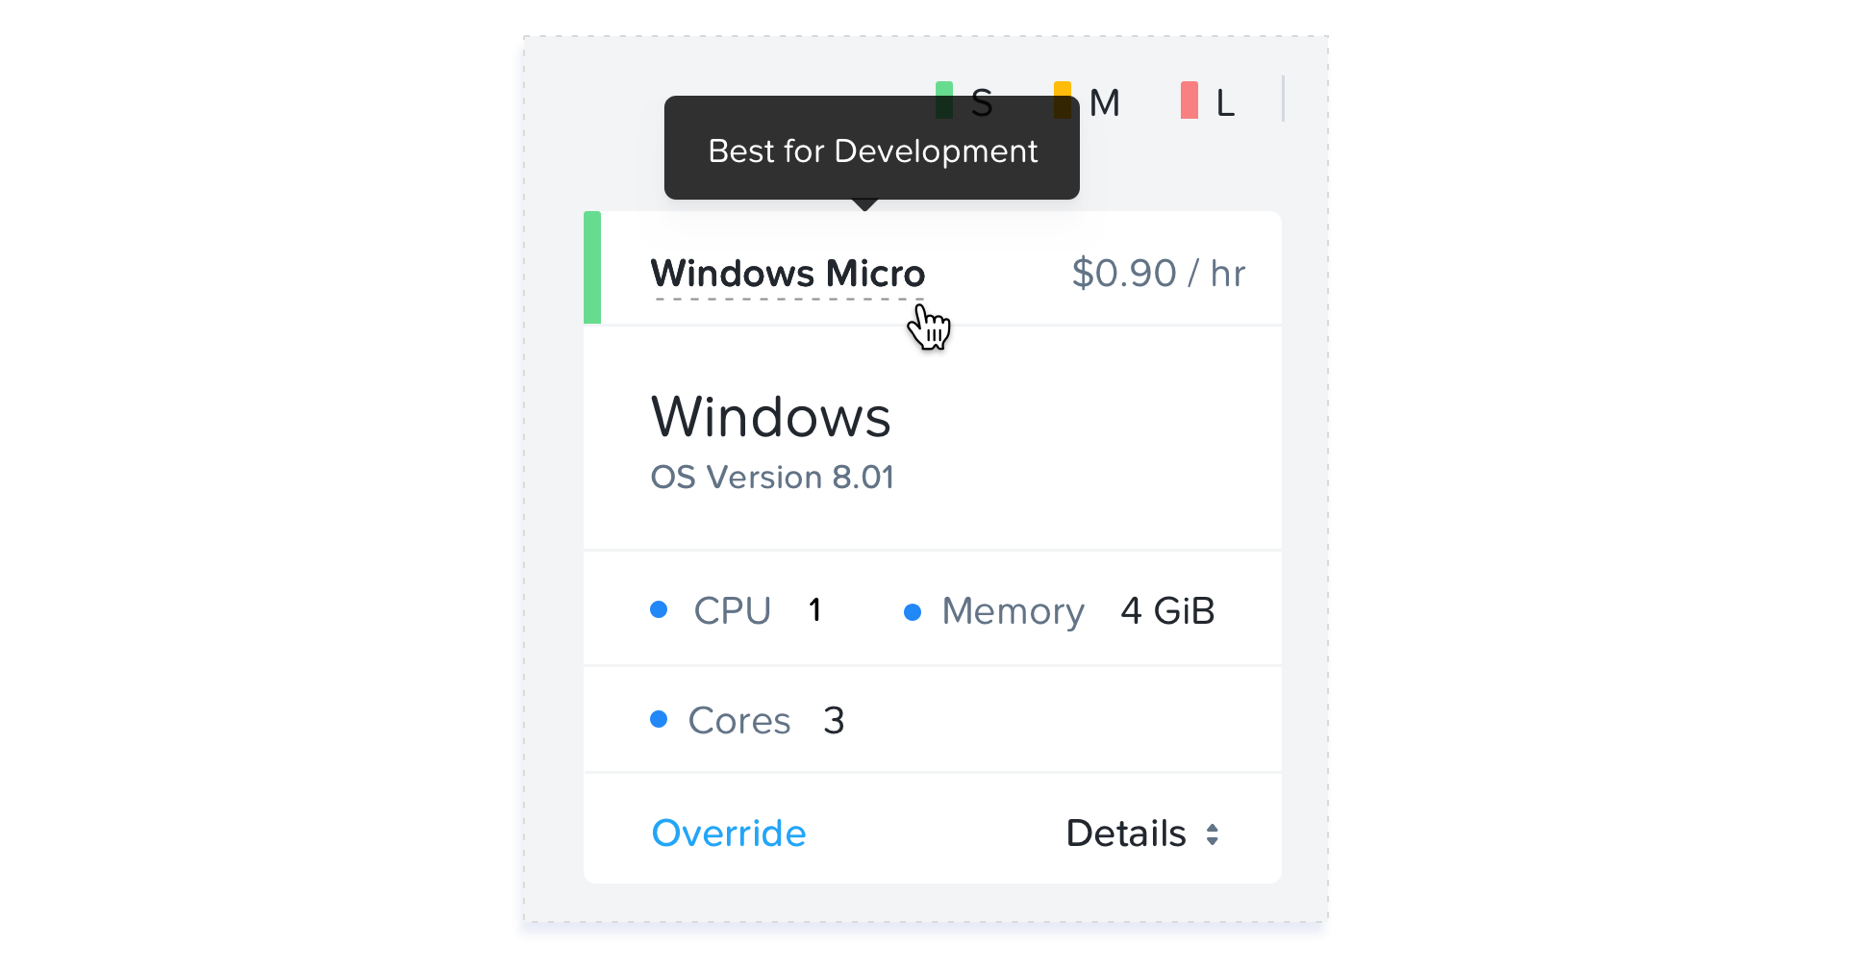 S M L
Best for Development
Windows Micro $0.90 / hr
Windows
OS Version 8.01
CPU 1 Memory 4 GiB
Cores 3
Override Details